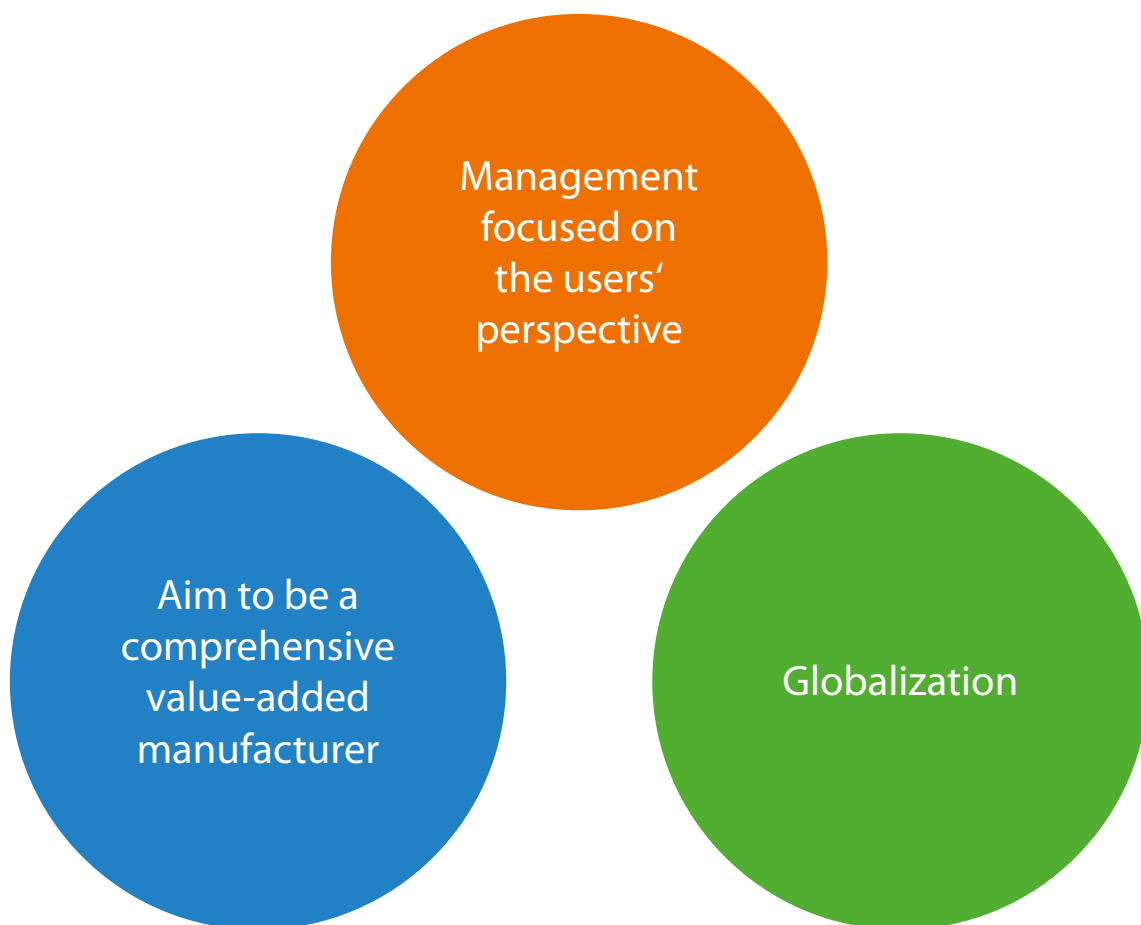 Management
focused on
the users‘
perspective
Aim to be a
comprehensive
value-added
manufacturer
Globalization